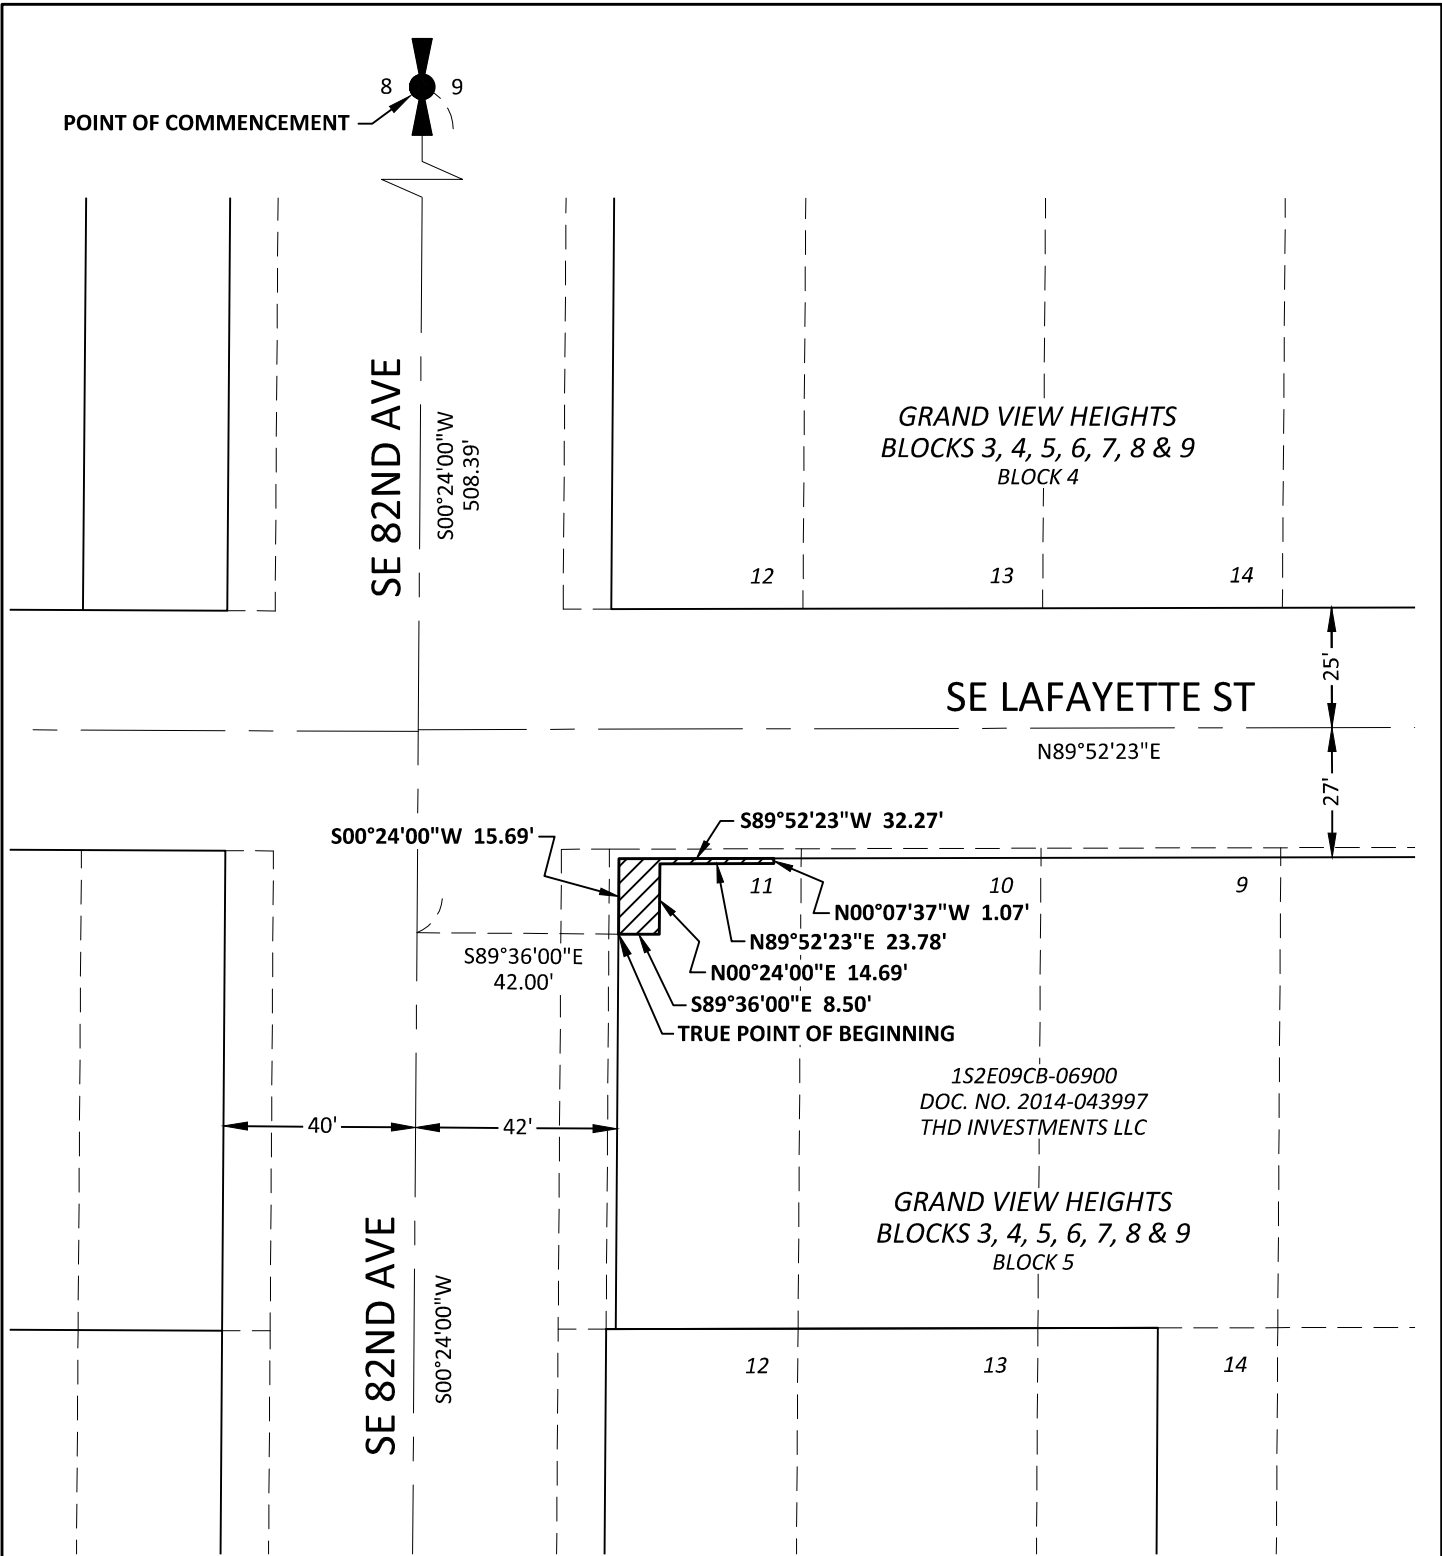 8 9
POINT OF COMMENCEMENT
SE 82ND AVE
S00°24'00"W
508.39'
GRAND VIEW HEIGHTS
BLOCKS 3, 4, 5, 6, 7, 8 & 9
BLOCK 4
12 13 14
25'
SE LAFAYETTE ST
N89°52'23"E
27'
S89°52'23"W 32.27'
S00°24'00"W 15.69'
11 10 9
N00°07'37"W 1.07'
N89°52'23"E 23.78'
S89°36'00"E
42.00'
N00°24'00"E 14.69'
S89°36'00"E 8.50'
TRUE POINT OF BEGINNING
1S2E09CB-06900
DOC. NO. 2014-043997
THD INVESTMENTS LLC
40' 42'
GRAND VIEW HEIGHTS
BLOCKS 3, 4, 5, 6, 7, 8 & 9
BLOCK 5
SE 82ND AVE
S00°24'00"W
12 13 14